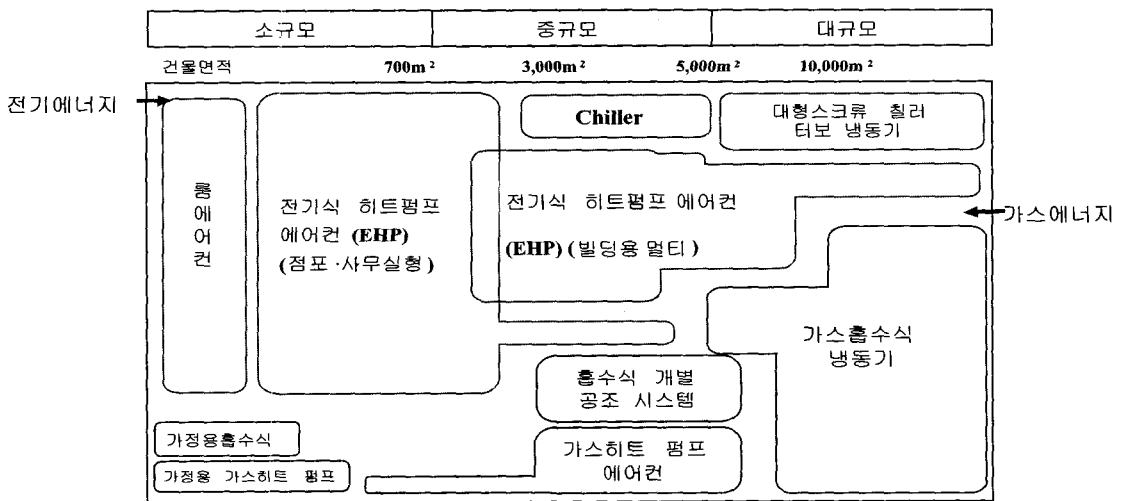 소규모 중규모 대규모
건물면적 700m² 3,000m² 5,000m² 10,000m²
전기에너지
룸에어컨
전기식 히트펌프
에어컨 (EHP)
(점포·사무실형)
Chiller
대형스크류 칠러
터보 냉동기
전기식 히트펌프 에어컨
(EHP) (빌딩용 멀티)
가스에너지
가스흡수식
냉동기
흡수식 개별
공조 시스템
가정용흡수식
가정용 가스히트 펌프
가스히트 펌프
에어컨